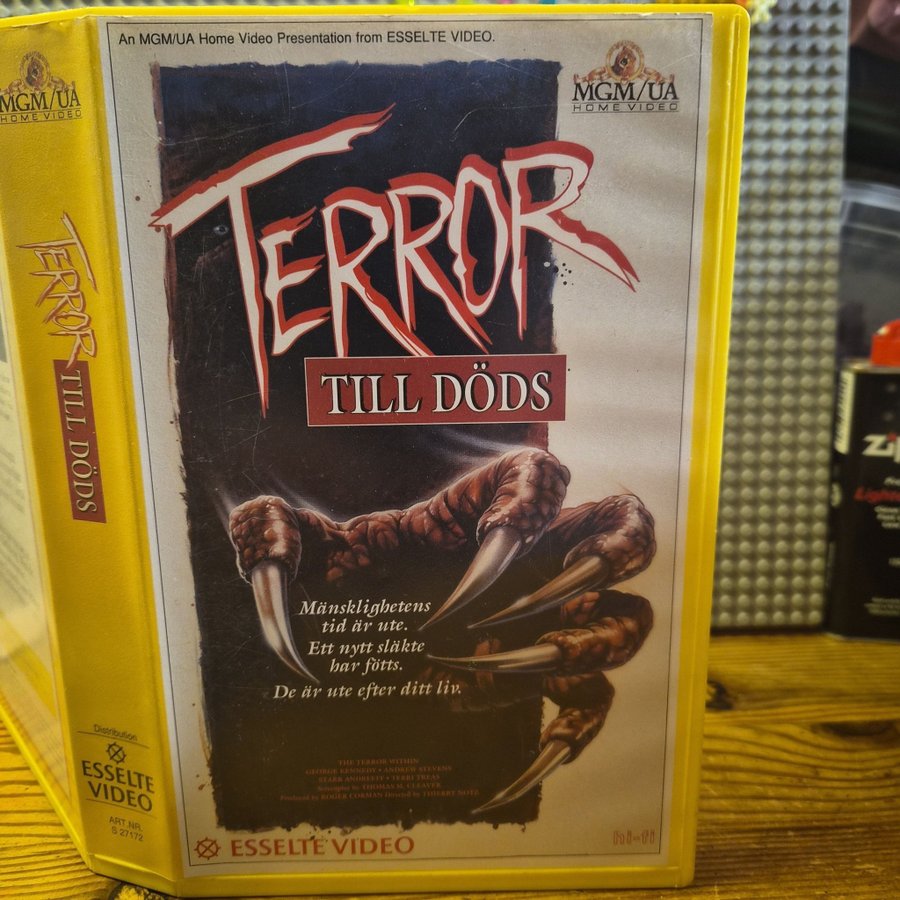 An MGM/UA Home Video Presentation from ESSELTE VIDEO.
MGM/UA
HOME VIDEO
TERROR
TILL DÖDS
Mänsklighetens
tid är ute.
Ett nytt släkte
har fötts.
De är ute efter ditt liv.
THE TERROR WITHIN
GEORGE KENNEDY • ANDREW STEVENS
STARR ANDREEFF • TERRI TREAS
THOMAS M. CLEAVER
Produced by ROGER CORMAN Directed by THIERRY NOTZ
ESSELTE VIDEO
hi-fi
MGM/UA
HOME VIDEO
TERROR
TILL DÖDS
Distribution
ESSELTE
VIDEO
ART.NR.
S 27172
Zip